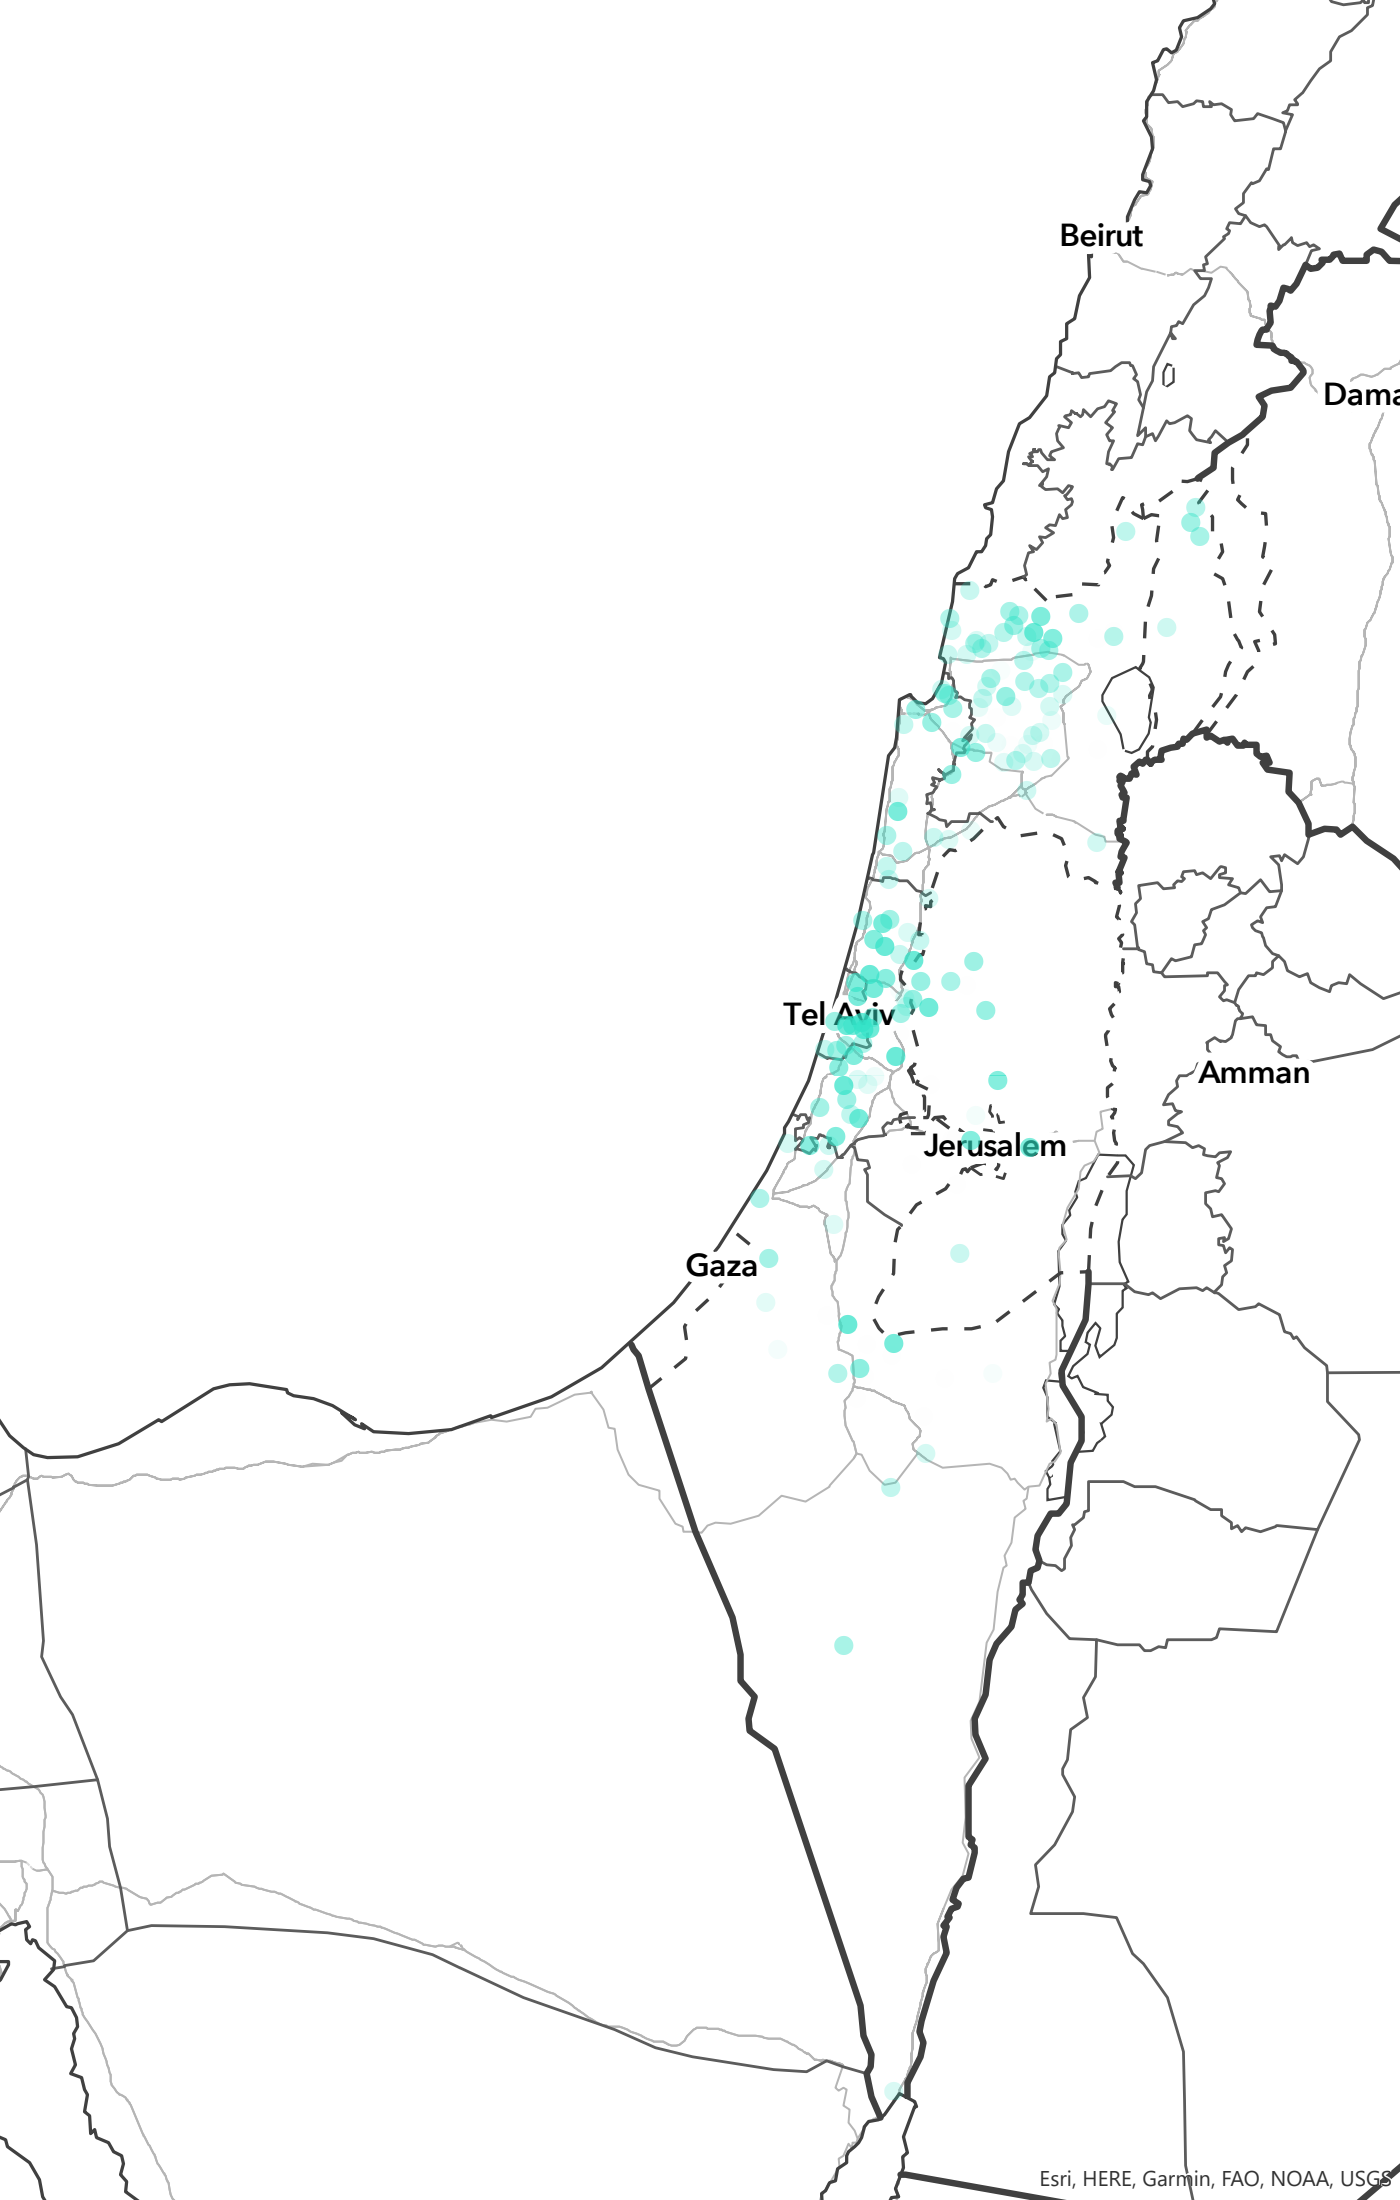 Beirut
Dama
Tel Aviv
Amman
Jerusalem
Gaza
Esri, HERE, Garmin, FAO, NOAA, USGS